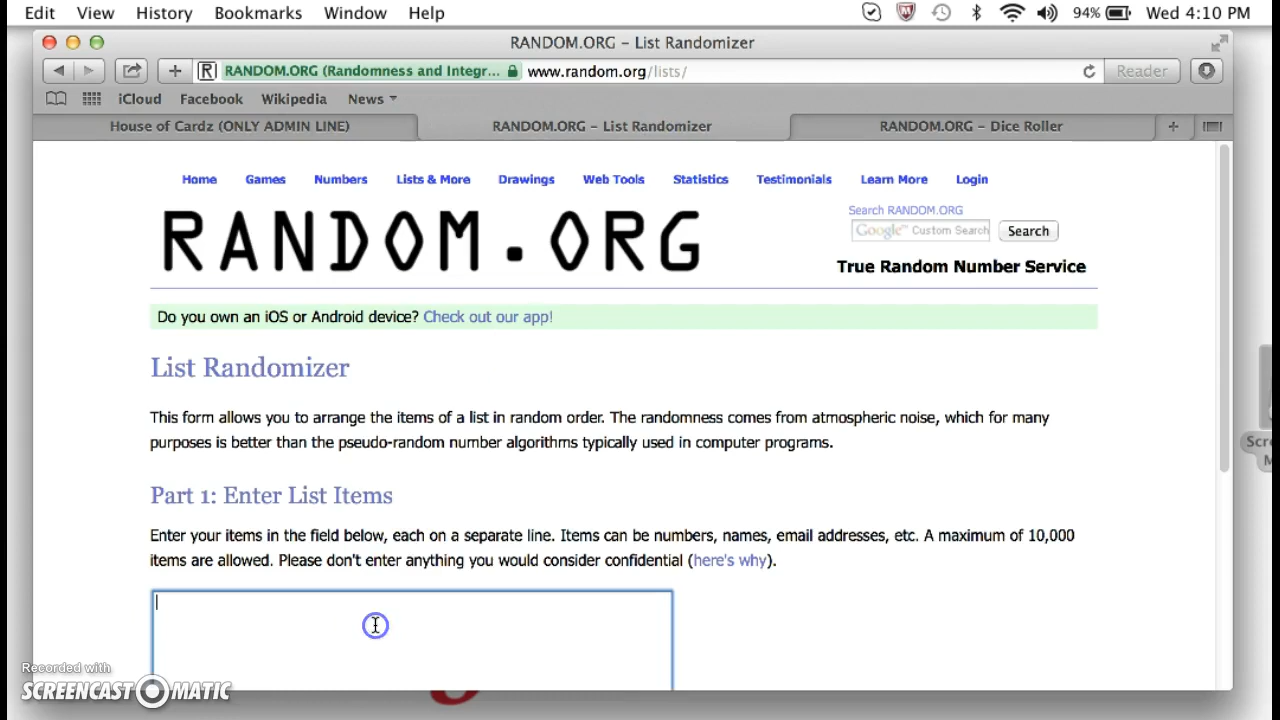 Edit View History Bookmarks Window Help 94% Wed 4:10 PM
RANDOM.ORG – List Randomizer
R RANDOM.ORG (Randomness and Integr... www.random.org/lists/ Reader
iCloud Facebook Wikipedia News
House of Cardz (ONLY ADMIN LINE) RANDOM.ORG – List Randomizer RANDOM.ORG – Dice Roller
Home Games Numbers Lists & More Drawings Web Tools Statistics Testimonials Learn More Login
RANDOM.ORG
Search RANDOM.ORG
Google™ Custom Search Search
True Random Number Service
Do you own an iOS or Android device? Check out our app!
List Randomizer
This form allows you to arrange the items of a list in random order. The randomness comes from atmospheric noise, which for many
purposes is better than the pseudo-random number algorithms typically used in computer programs.
Part 1: Enter List Items
Enter your items in the field below, each on a separate line. Items can be numbers, names, email addresses, etc. A maximum of 10,000
items are allowed. Please don't enter anything you would consider confidential (here's why).
Recorded with
SCREENCAST MATIC